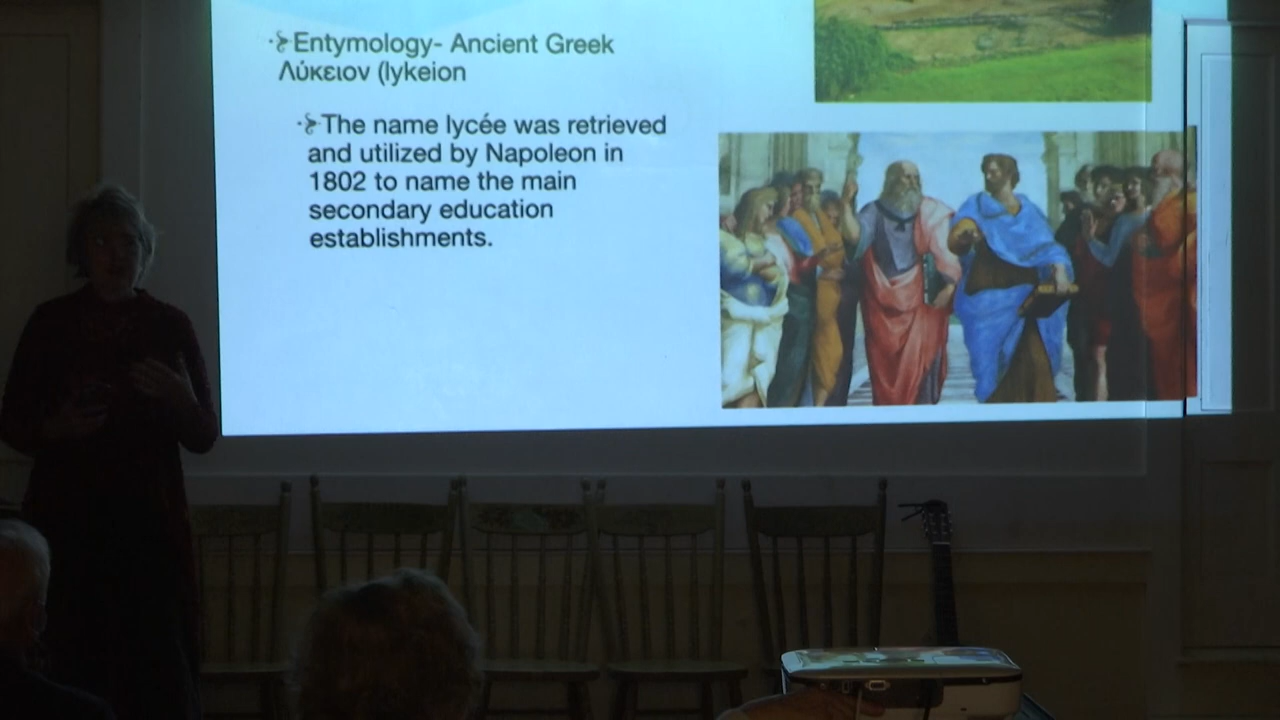 Entymology- Ancient Greek
Λύκειον (lykeion
The name lycée was retrieved
and utilized by Napoleon in
1802 to name the main
secondary education
establishments.